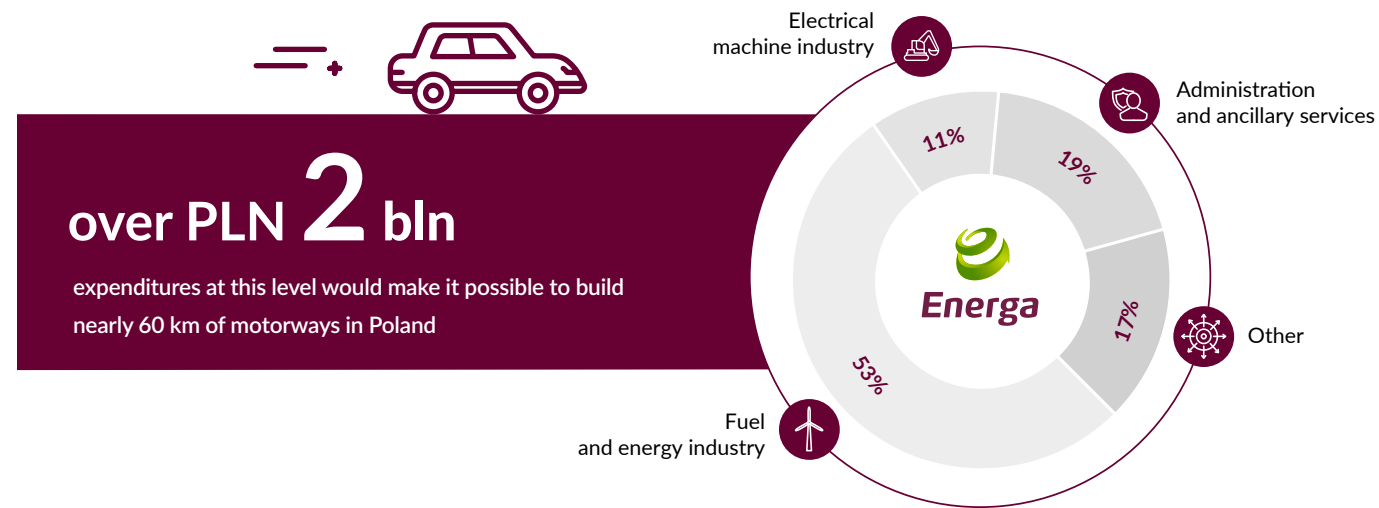 over PLN 2 bln
expenditures at this level would make it possible to build
nearly 60 km of motorways in Poland
Electrical
machine industry
Administration
and ancillary services
Other
Fuel
and energy industry
11%
19%
17%
53%
Energa